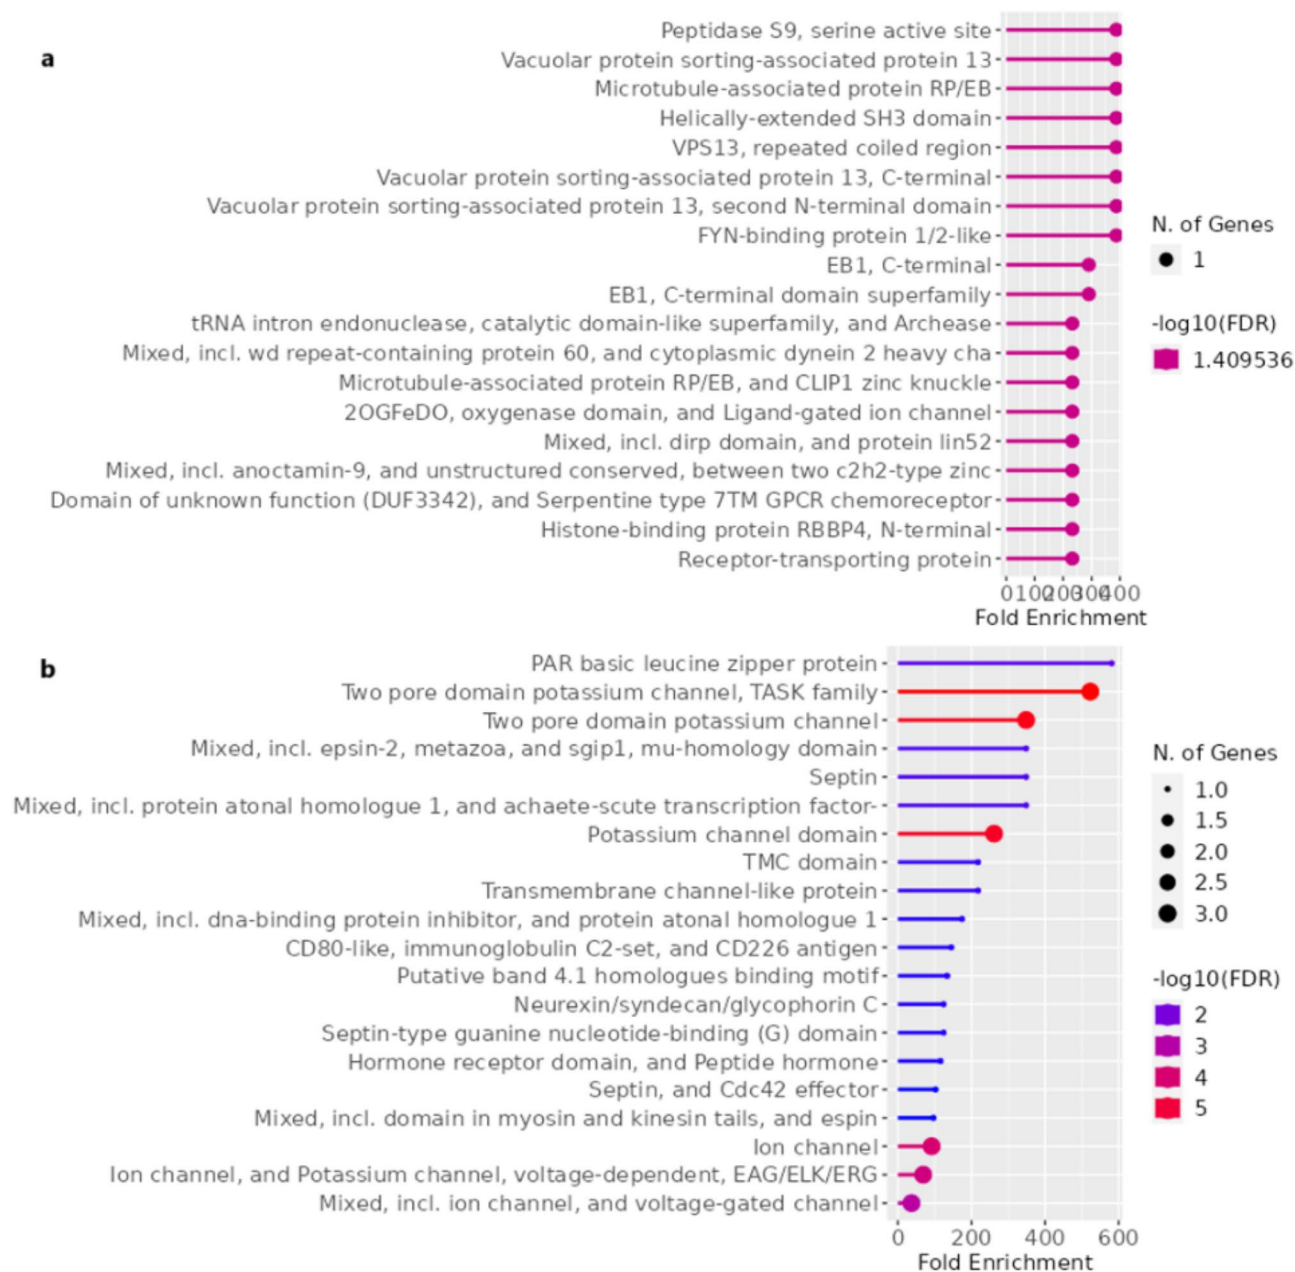 a
Peptidase S9, serine active site
Vacuolar protein sorting-associated protein 13
Microtubule-associated protein RP/EB
Helically-extended SH3 domain
VPS13, repeated coiled region
Vacuolar protein sorting-associated protein 13, C-terminal
Vacuolar protein sorting-associated protein 13, second N-terminal domain
FYN-binding protein 1/2-like
EB1, C-terminal
EB1, C-terminal domain superfamily
tRNA intron endonuclease, catalytic domain-like superfamily, and Archease
Mixed, incl. wd repeat-containing protein 60, and cytoplasmic dynein 2 heavy cha
Microtubule-associated protein RP/EB, and CLIP1 zinc knuckle
2OGFeDO, oxygenase domain, and Ligand-gated ion channel
Mixed, incl. dirp domain, and protein lin52
Mixed, incl. anoctamin-9, and unstructured conserved, between two c2h2-type zinc
Domain of unknown function (DUF3342), and Serpentine type 7TM GPCR chemoreceptor
Histone-binding protein RBBP4, N-terminal
Receptor-transporting protein
0 100 200 300 400
Fold Enrichment
N. of Genes
1
-log10(FDR)
1.409536
b
PAR basic leucine zipper protein
Two pore domain potassium channel, TASK family
Two pore domain potassium channel
Mixed, incl. epsin-2, metazoa, and sgip1, mu-homology domain
Septin
Mixed, incl. protein atonal homologue 1, and achaete-scute transcription factor-
Potassium channel domain
TMC domain
Transmembrane channel-like protein
Mixed, incl. dna-binding protein inhibitor, and protein atonal homologue 1
CD80-like, immunoglobulin C2-set, and CD226 antigen
Putative band 4.1 homologues binding motif
Neurexin/syndecan/glycophorin C
Septin-type guanine nucleotide-binding (G) domain
Hormone receptor domain, and Peptide hormone
Septin, and Cdc42 effector
Mixed, incl. domain in myosin and kinesin tails, and espin
Ion channel
Ion channel, and Potassium channel, voltage-dependent, EAG/ELK/ERG
Mixed, incl. ion channel, and voltage-gated channel
0 200 400 600
Fold Enrichment
N. of Genes
1.0
1.5
2.0
2.5
3.0
-log10(FDR)
2
3
4
5